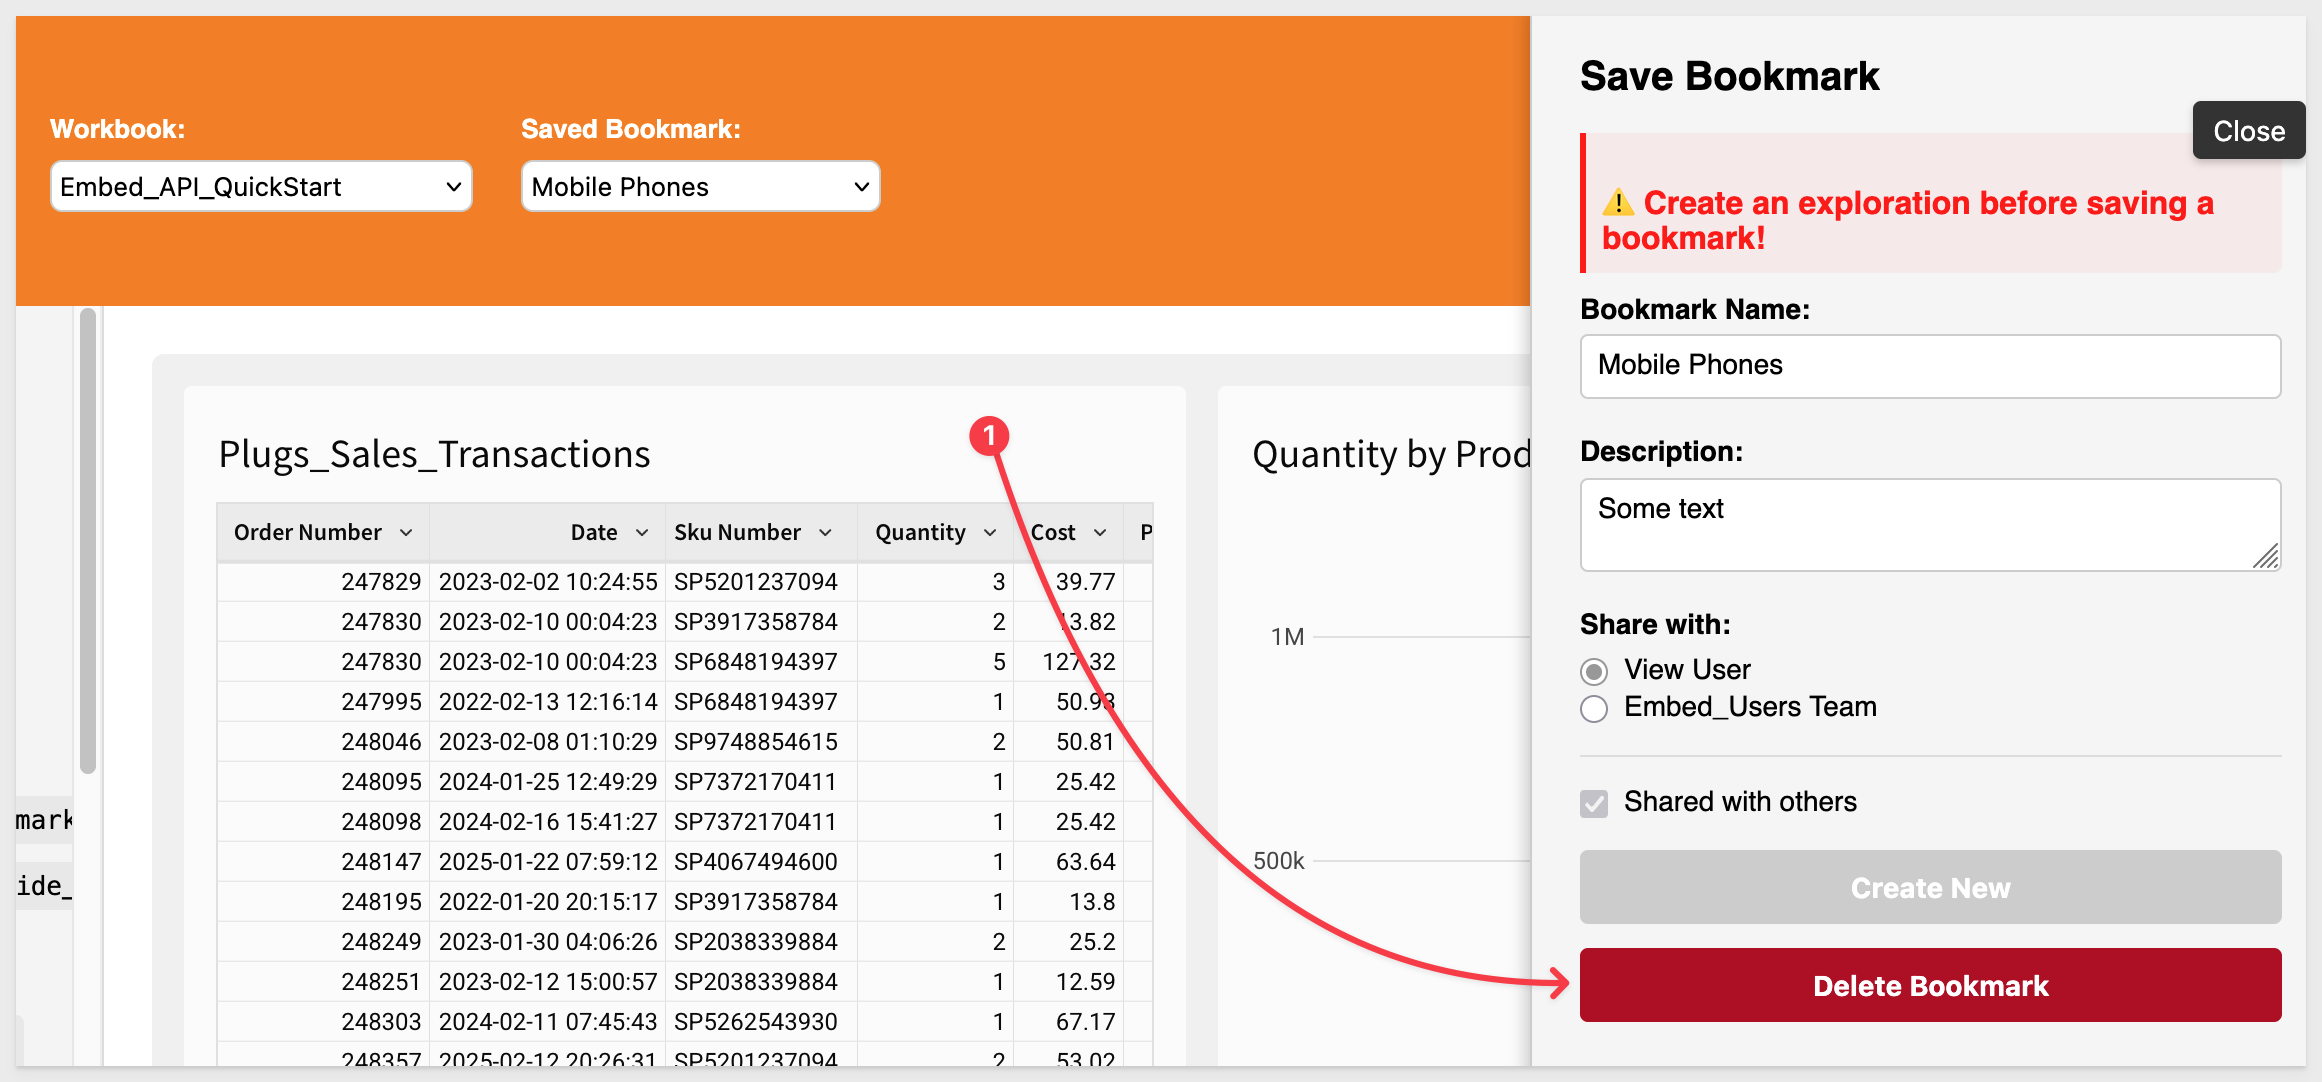 Workbook:
Embed_API_QuickStart
Saved Bookmark:
Mobile Phones
mark
ide_
Plugs_Sales_Transactions
1
Order Number Date Sku Number Quantity Cost P
247829 2023-02-02 10:24:55 SP5201237094 3 39.77
247830 2023-02-10 00:04:23 SP3917358784 2 13.82
247830 2023-02-10 00:04:23 SP6848194397 5 127.32
247995 2022-02-13 12:16:14 SP6848194397 1 50.93
248046 2023-02-08 01:10:29 SP9748854615 2 50.81
248095 2024-01-25 12:49:29 SP7372170411 1 25.42
248098 2024-02-16 15:41:27 SP7372170411 1 25.42
248147 2025-01-22 07:59:12 SP4067494600 1 63.64
248195 2022-01-20 20:15:17 SP3917358784 1 13.8
248249 2023-01-30 04:06:26 SP2038339884 2 25.2
248251 2023-02-12 15:00:57 SP2038339884 1 12.59
248303 2024-02-11 07:45:43 SP5262543930 1 67.17
248357 2025-02-12 20:26:31 SP5201237094 2 53.02
Quantity by Prod
1M
500k
Save Bookmark
Close
⚠️ Create an exploration before saving a
bookmark!
Bookmark Name:
Mobile Phones
Description:
Some text
Share with:
View User
Embed_Users Team
Shared with others
Create New
Delete Bookmark